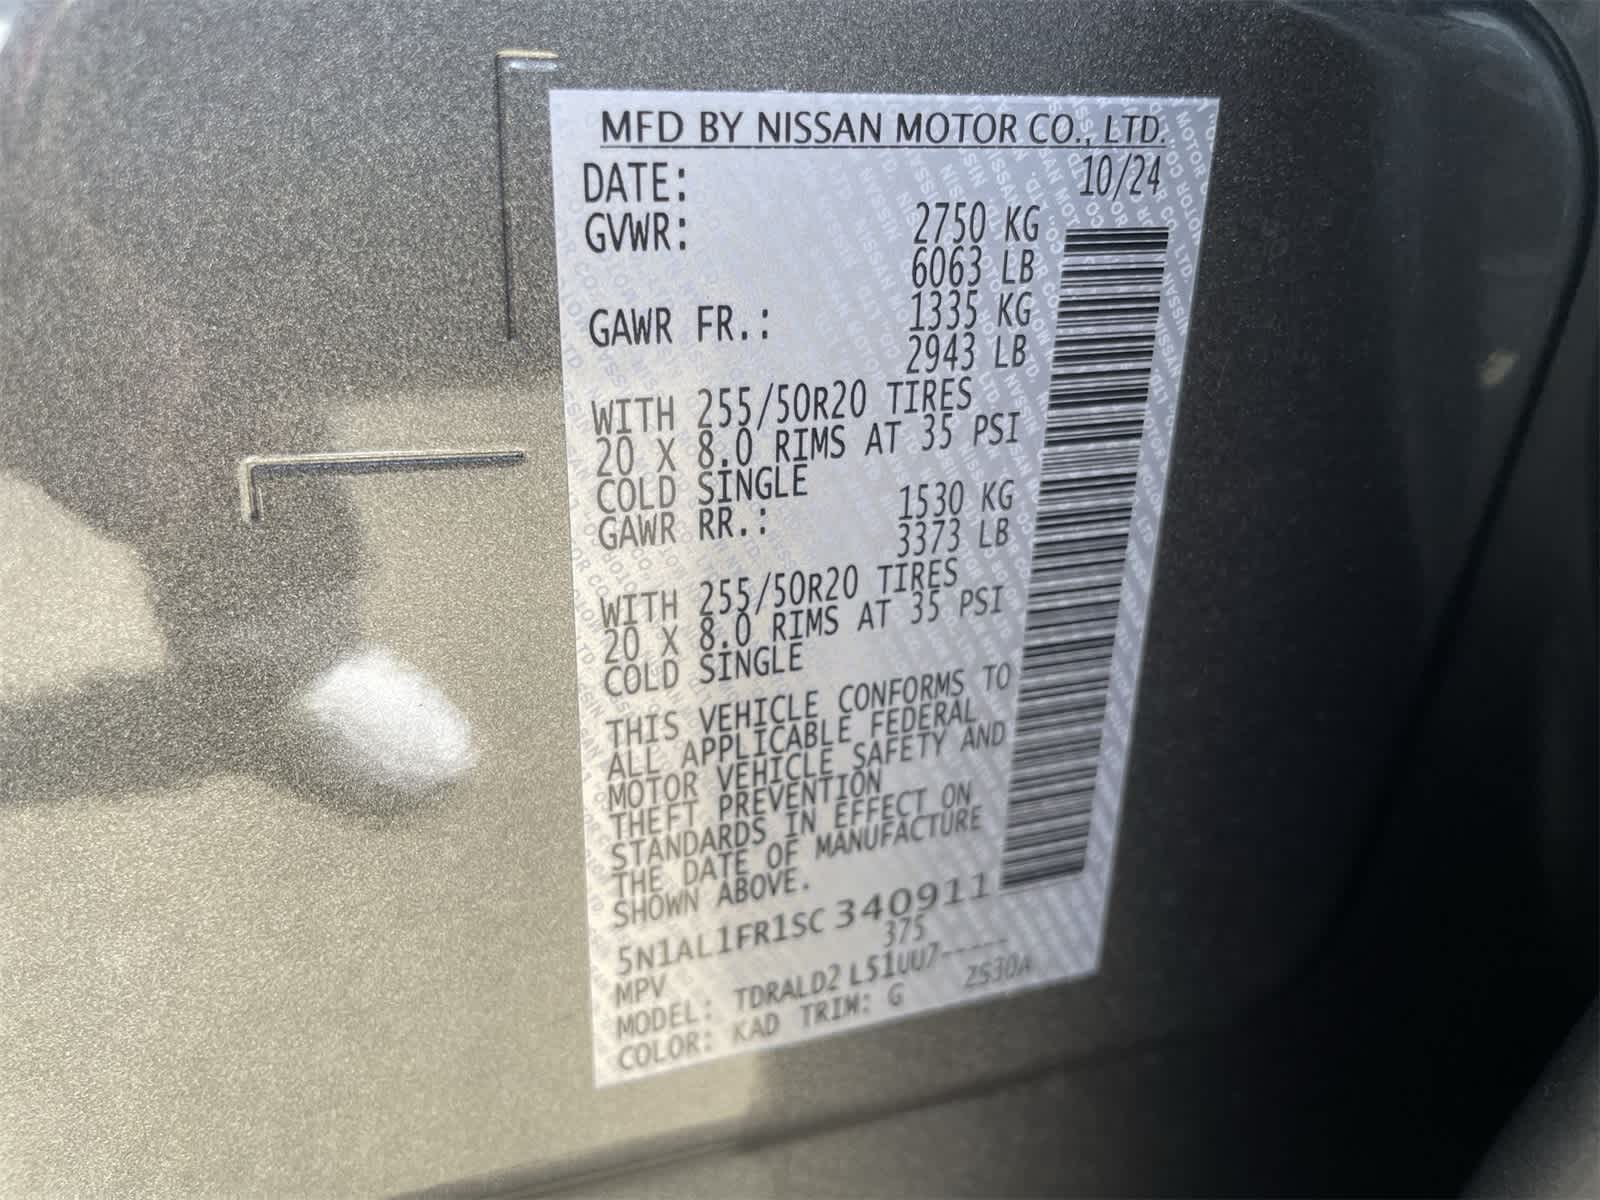 MFD BY NISSAN MOTOR CO., LTD.
DATE: 10/24
GVWR: 2750 KG
6063 LB
GAWR FR.: 1335 KG
2943 LB
WITH 255/50R20 TIRES
20 X 8.0 RIMS AT 35 PSI
COLD SINGLE
GAWR RR.: 1530 KG
3373 LB
WITH 255/50R20 TIRES
20 X 8.0 RIMS AT 35 PSI
COLD SINGLE
THIS VEHICLE CONFORMS TO
ALL APPLICABLE FEDERAL
MOTOR VEHICLE SAFETY AND
THEFT PREVENTION
STANDARDS IN EFFECT ON
THE DATE OF MANUFACTURE
SHOWN ABOVE.
5N1AL1FR1SC 340911
MPV 375
MODEL: TDRALD2 L51UU7-----
COLOR: KAD TRIM: G ZS30A